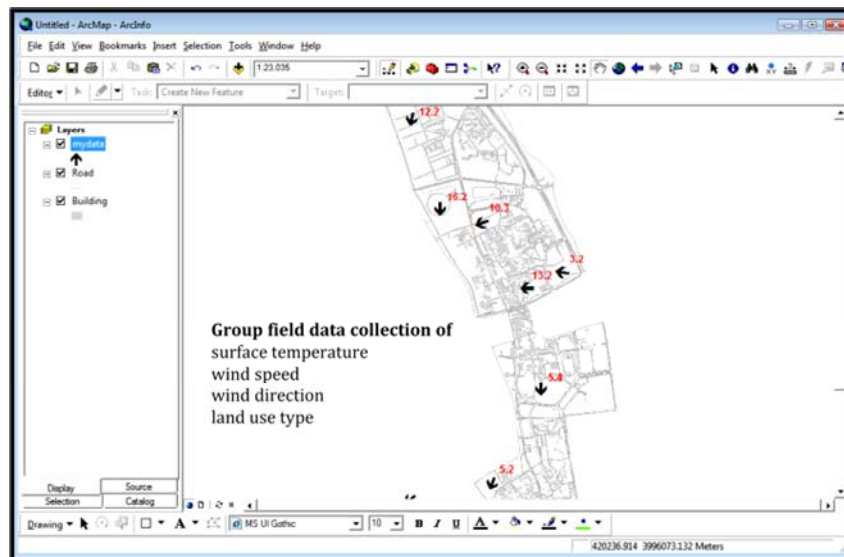 Untitled - ArcMap - ArcInfo
File Edit View Bookmarks Insert Selection Tools Window Help
1:23,035
Editor Task: Create New Feature Target:
Layers
mydata
Road
Building
12.2
16.2
10.2
3.2
13.2
Group field data collection of
surface temperature
wind speed
wind direction
land use type
5.4
5.2
Display Source
Selection Catalog
Drawing A MS UI Gothic 10 B I U A
420236.914 3996073.132 Meters